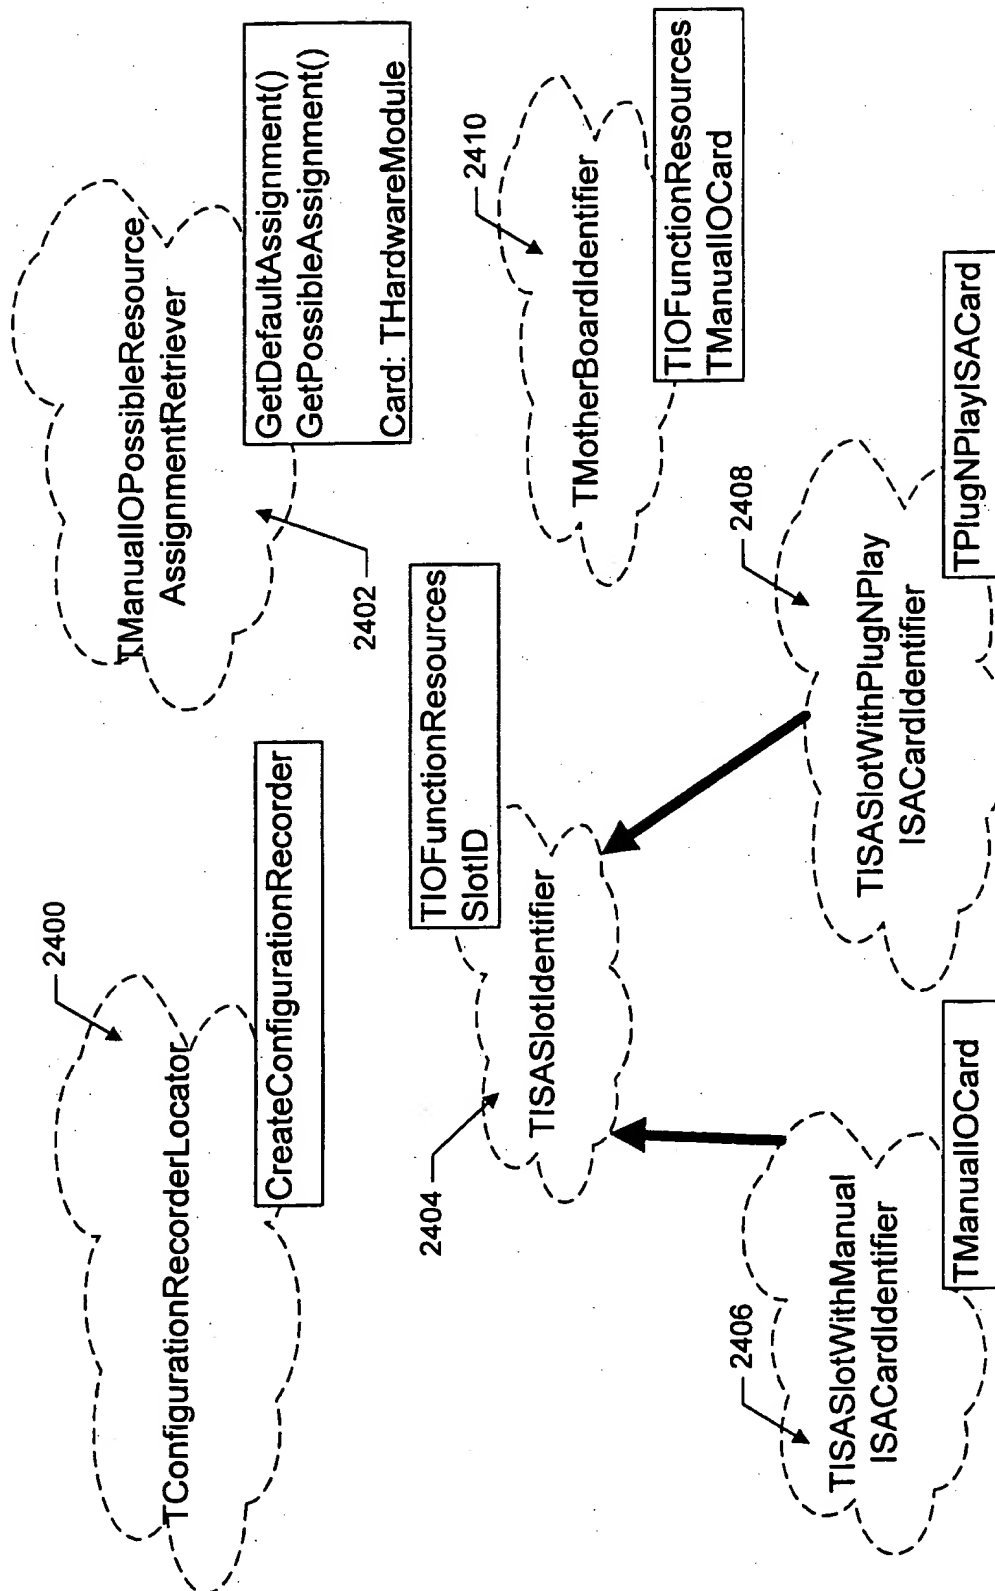 2400
TConfigurationRecorderLocator
CreateConfigurationRecorder
TManualIOPossibleResource
AssignmentRetriever
GetDefaultAssignment()
GetPossibleAssignment()
Card: THardwareModule
2402
2404
TISASlotIdentifier
TIOFunctionResources
SlotID
2410
TMotherBoardIdentifier
TIOFunctionResources
TManualIOCard
2406
TISASlotWithManual
ISACardIdentifier
TManualIOCard
2408
TISASlotWithPlugNPlay
ISACardIdentifier
TPlugNPlayISACard